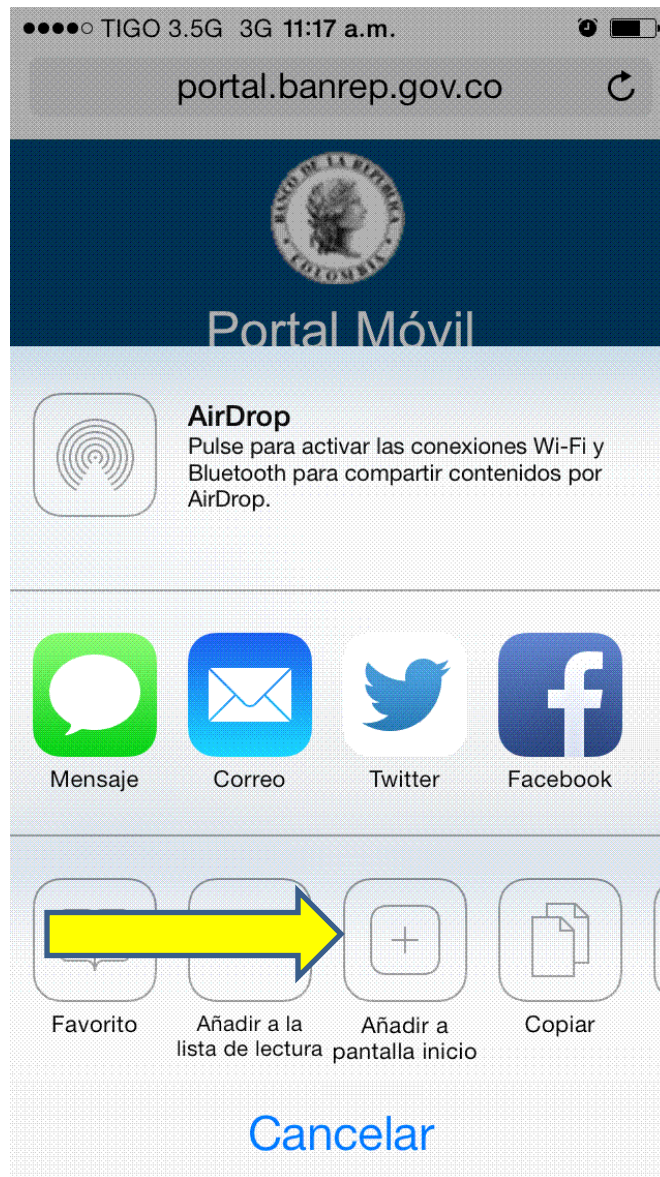 TIGO 3.5G 3G 11:17 a.m.
portal.banrep.gov.co
BANCO DE LA REPUBLICA
COLOMBIA
Portal Móvil
AirDrop
Pulse para activar las conexiones Wi-Fi y
Bluetooth para compartir contenidos por
AirDrop.
Mensaje Correo Twitter Facebook
Favorito Añadir a la Añadir a Copiar
lista de lectura pantalla inicio
Cancelar